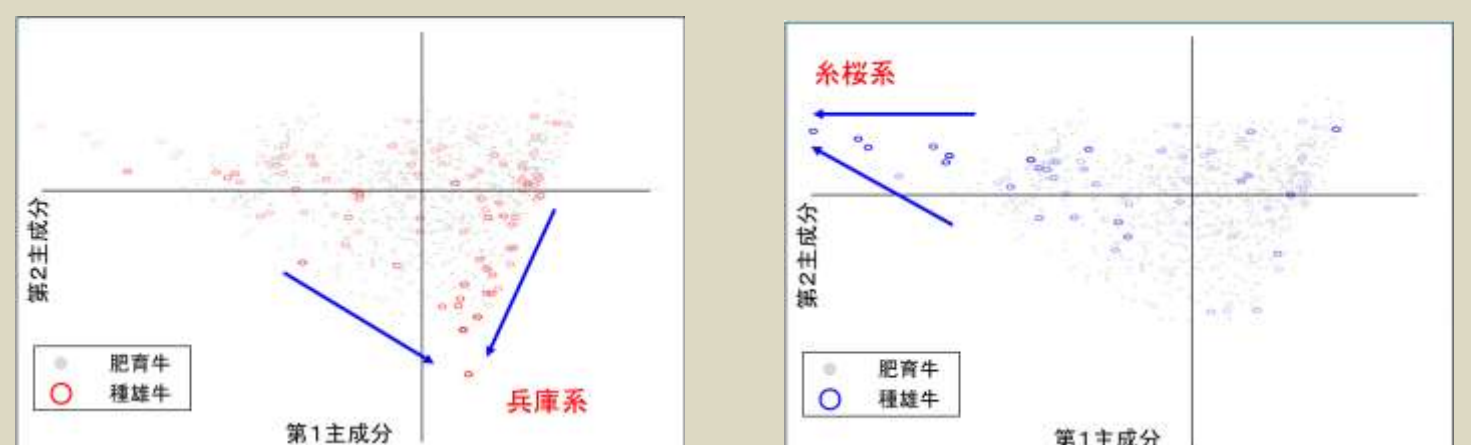 第2主成分
肥育牛
種雄牛
兵庫系
第1主成分
糸桜系
第2主成分
肥育牛
種雄牛
第1主成分